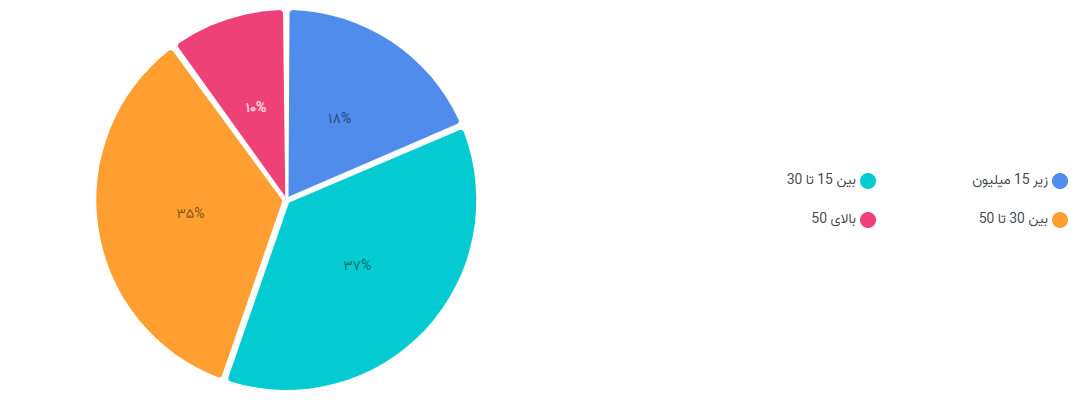 ۱۰%
۱۸%
۳۵%
۳۷%
زیر 15 میلیون
بین 15 تا 30
بین 30 تا 50
بالای 50